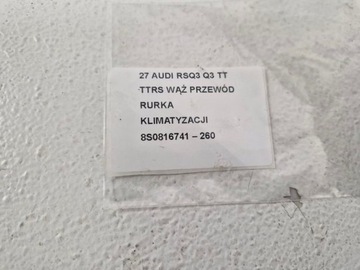 27 AUDI RSQ3 Q3 TT
TTRS WĄŻ PRZEWÓD
RURKA
KLIMATYZACJI
8S0816741 – 260